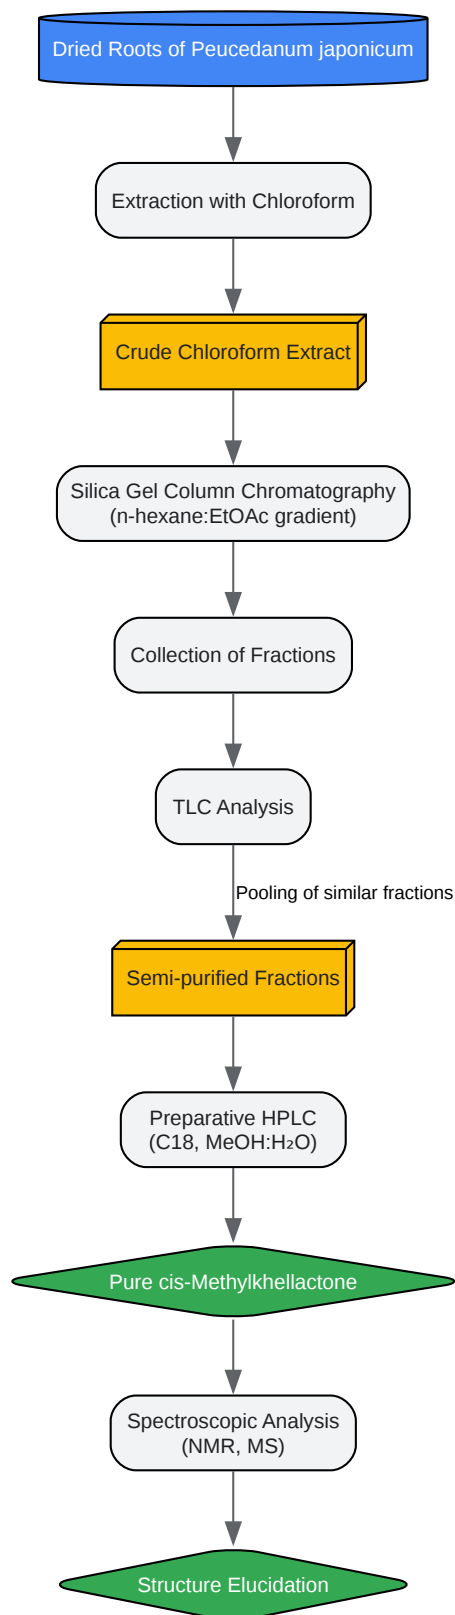 Dried Roots of Peucedanum japonicum
Extraction with Chloroform
Crude Chloroform Extract
Silica Gel Column Chromatography
(n-hexane:EtOAc gradient)
Collection of Fractions
TLC Analysis
Pooling of similar fractions
Semi-purified Fractions
Preparative HPLC
(C18, MeOH:H₂O)
Pure cis-Methylkhellactone
Spectroscopic Analysis
(NMR, MS)
Structure Elucidation